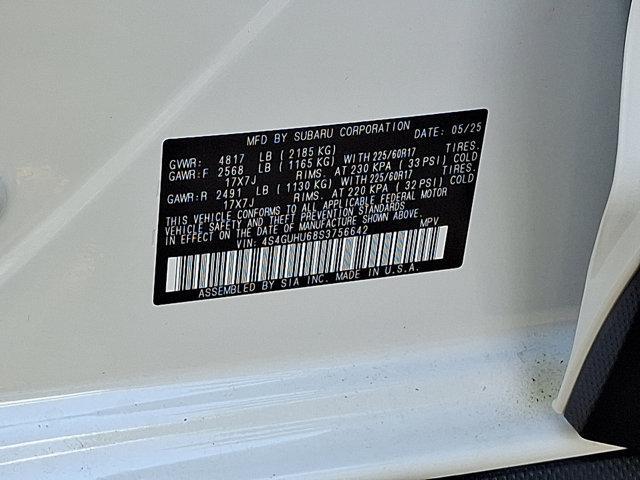 MFD BY SUBARU CORPORATION DATE: 05/25
GVWR: 4817 LB (2185 KG)
GAWR:F 2568 LB (1165 KG) WITH 225/60R17 TIRES.
17X7J RIMS. AT 230 KPA (33 PSI) COLD
GAWR:R 2491 LB (1130 KG) WITH 225/60R17 TIRES.
17X7J RIMS. AT 220 KPA (32 PSI) COLD
THIS VEHICLE CONFORMS TO ALL APPLICABLE FEDERAL MOTOR
VEHICLE SAFETY AND THEFT PREVENTION STANDARDS
IN EFFECT ON THE DATE OF MANUFACTURE SHOWN ABOVE.
VIN: 4S4GUHU68S3756642 MPV
ASSEMBLED BY SIA INC. MADE IN U.S.A.